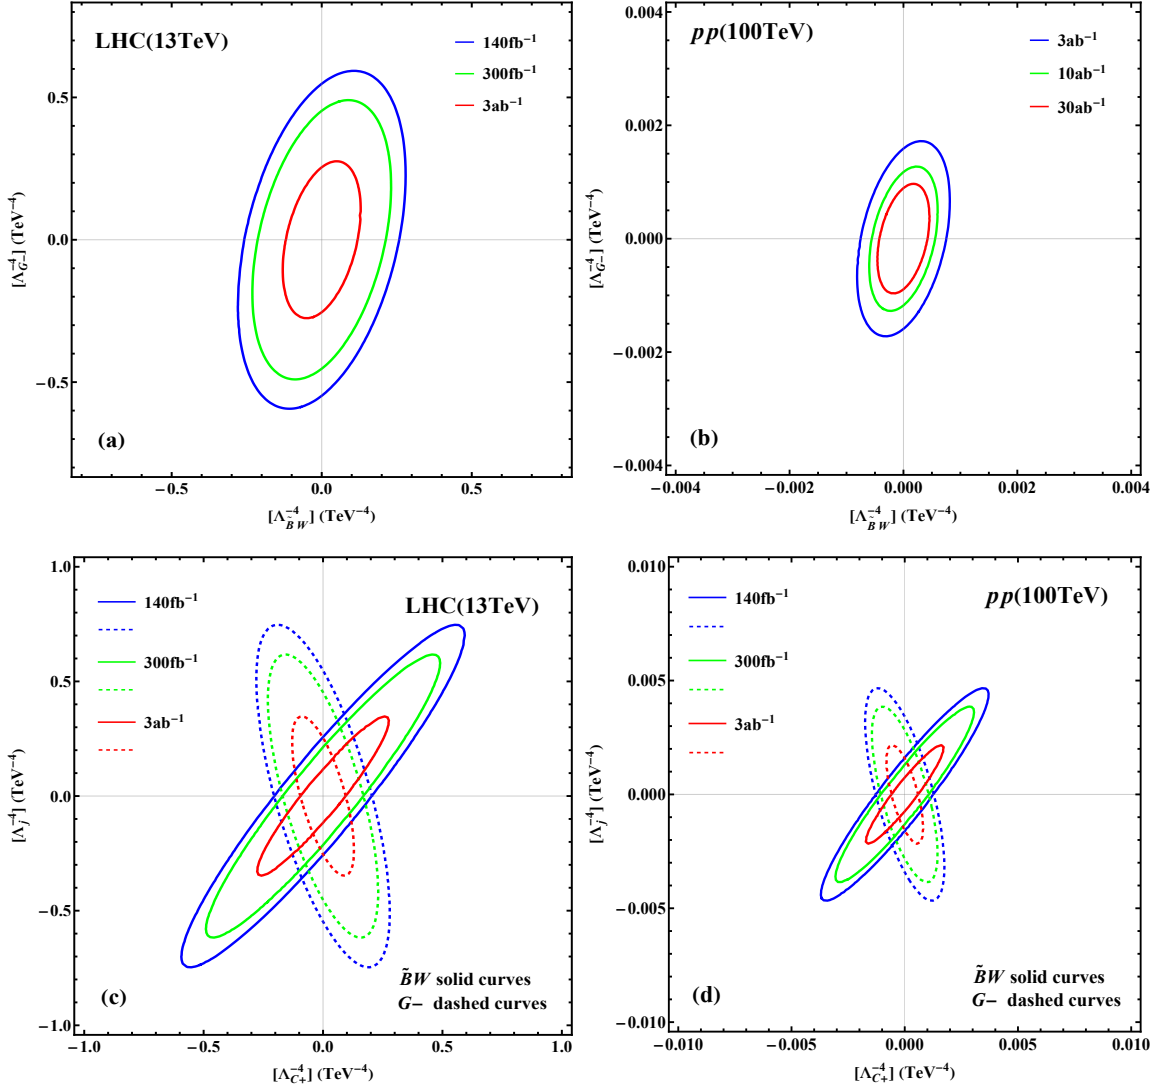 LHC(13TeV)
140fb⁻¹
300fb⁻¹
3ab⁻¹
0.5
0.0
−0.5
[Λ_{G−}^{−4}] (TeV⁻⁴)
(a)
−0.5
0.0
0.5
[Λ_{B̃W}^{−4}] (TeV⁻⁴)
pp(100TeV)
3ab⁻¹
10ab⁻¹
30ab⁻¹
0.004
0.002
0.000
−0.002
−0.004
[Λ_{G−}^{−4}] (TeV⁻⁴)
(b)
−0.004
−0.002
0.000
0.002
0.004
[Λ_{B̃W}^{−4}] (TeV⁻⁴)
LHC(13TeV)
140fb⁻¹
300fb⁻¹
3ab⁻¹
1.0
0.5
0.0
−0.5
−1.0
[Λ_{j}^{−4}] (TeV⁻⁴)
B̃W solid curves
G− dashed curves
(c)
−1.0
−0.5
0.0
0.5
1.0
[Λ_{C+}^{−4}] (TeV⁻⁴)
pp(100TeV)
140fb⁻¹
300fb⁻¹
3ab⁻¹
0.010
0.005
0.000
−0.005
−0.010
[Λ_{j}^{−4}] (TeV⁻⁴)
B̃W solid curves
G− dashed curves
(d)
−0.010
−0.005
0.000
0.005
0.010
[Λ_{C+}^{−4}] (TeV⁻⁴)